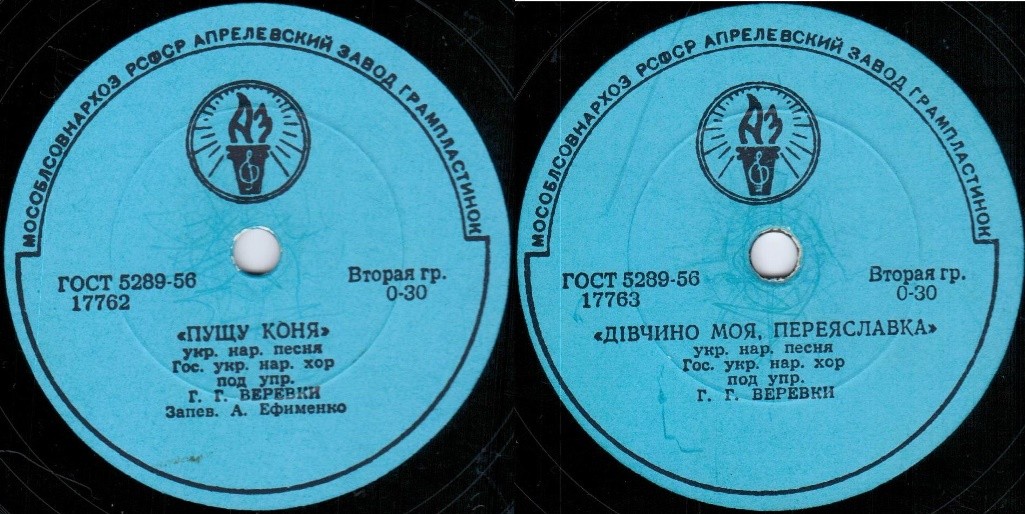 МОСОБЛСОВНАРХОЗ РСФСР АПРЕЛЕВСКИЙ ЗАВОД ГРАМПЛАСТИНОК
АЗ
ГОСТ 5289-56
17762
Вторая гр.
0-30
«ПУЩУ КОНЯ»
укр. нар. песня
Гос. укр. нар. хор
под упр.
Г. Г. ВЕРЕВКИ
Запев. А. Ефименко
МОСОБЛСОВНАРХОЗ РСФСР АПРЕЛЕВСКИЙ ЗАВОД ГРАМПЛАСТИНОК
АЗ
ГОСТ 5289-56
17763
Вторая гр.
0-30
«ДІВЧИНО МОЯ, ПЕРЕЯСЛАВКА»
укр. нар. песня
Гос. укр. нар. хор
под упр.
Г. Г. ВЕРЕВКИ